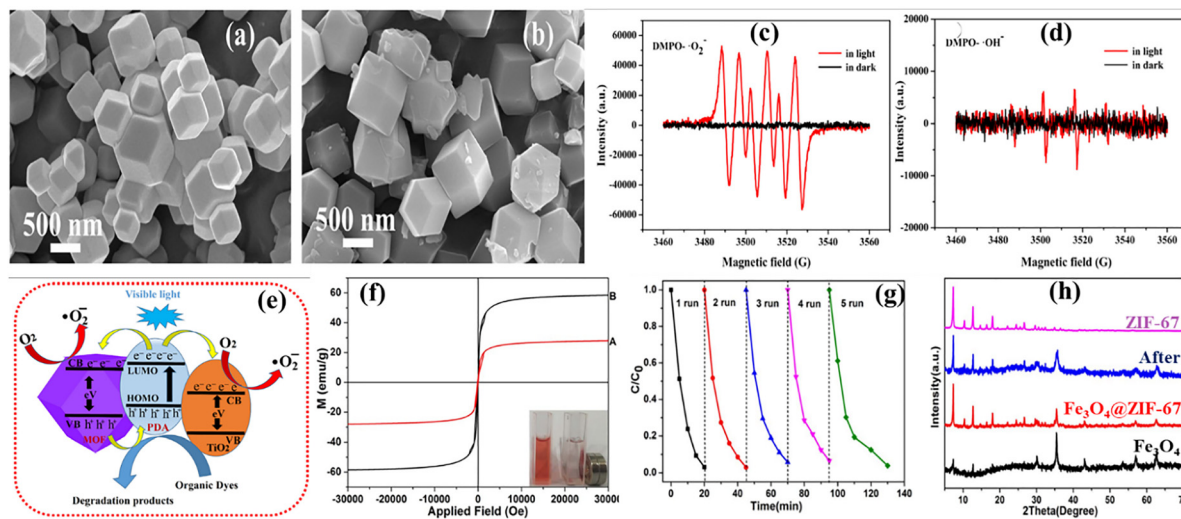 (a)
500 nm
(b)
500 nm
(c)
DMPO- ·O₂⁻
in light
in dark
Intensity (a.u.)
60000
40000
20000
0
-20000
-40000
-60000
3460 3480 3500 3520 3540 3560
Magnetic field (G)
(d)
DMPO- ·OH⁻
in light
in dark
Intensity (a.u.)
20000
10000
0
-10000
-20000
3460 3480 3500 3520 3540 3560
Magnetic field (G)
(e)
Visible light
·O₂⁻
O₂
O₂
·O₂⁻
CB e⁻ e⁻ e⁻
e⁻ e⁻ e⁻ e⁻
LUMO
e⁻ e⁻ e⁻ e⁻
CB
eV
HOMO
eV
VB h⁺ h⁺
h⁺ h⁺ h⁺ h⁺
MOF
PDA
VB
TiO₂
Degradation products
Organic Dyes
(f)
M (emu/g)
60
40
20
0
-20
-40
-60
B
A
-30000 -20000 -10000 0 10000 20000 30000
Applied Field (Oe)
(g)
1 run 2 run 3 run 4 run 5 run
C/C₀
1.0
0.8
0.6
0.4
0.2
0.0
0 20 40 60 80 100 120 140
Time(min)
(h)
ZIF-67
After
Fe₃O₄@ZIF-67
Fe₃O₄
Intensity(a.u.)
10 20 30 40 50 60 70
2Theta(Degree)